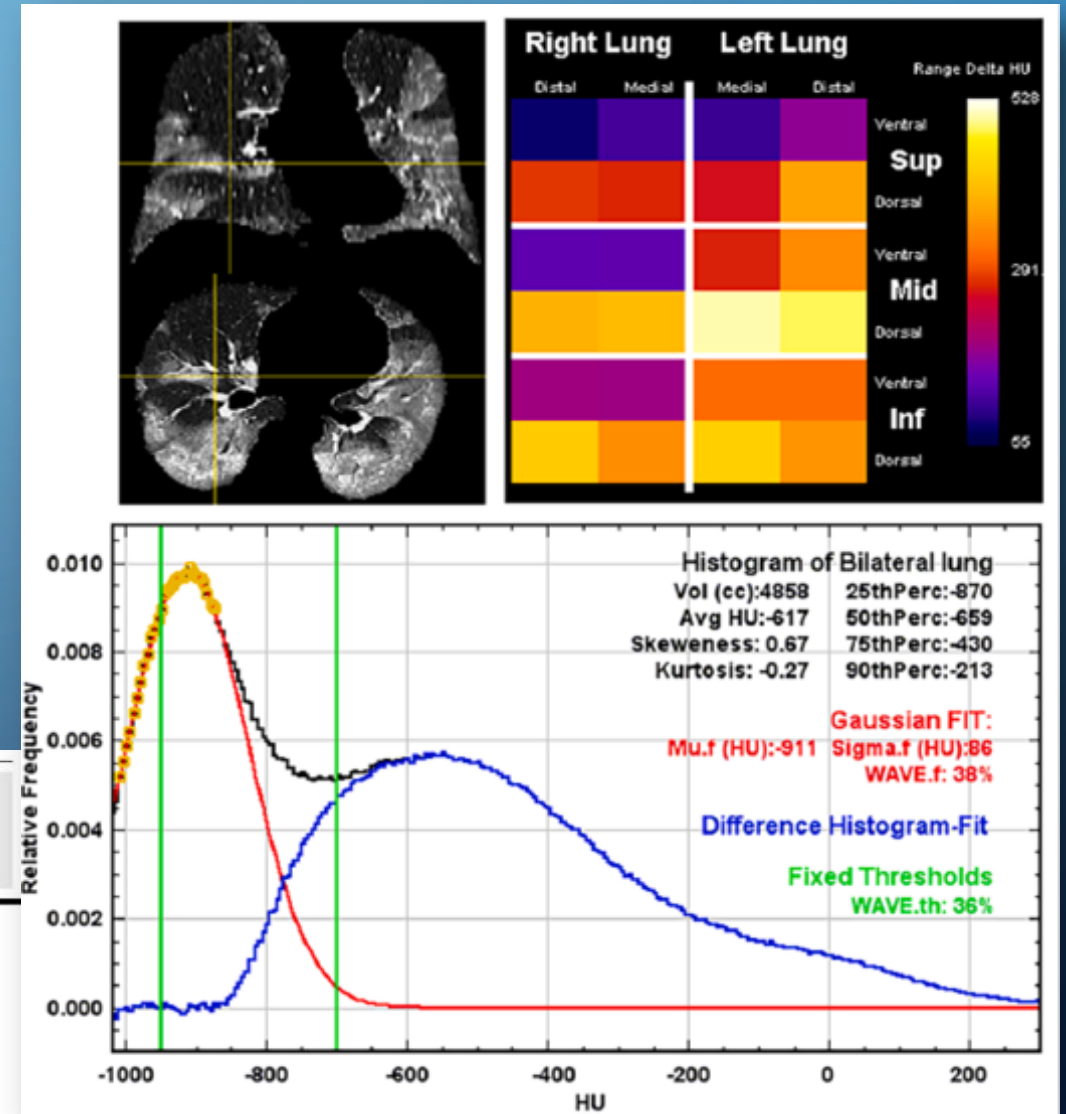 Right Lung Left Lung
Range Delta HU
Distal Medial Medial Distal
528
Ventral
Sup
Dorsal
Ventral
291.
Mid
Dorsal
Ventral
Inf
55
Dorsal
Histogram of Bilateral lung
Vol (cc):4858 25thPerc:-870
Avg HU:-617 50thPerc:-659
Skeweness: 0.67 75thPerc:-430
Kurtosis: -0.27 90thPerc:-213
Gaussian FIT:
Mu.f (HU):-911 Sigma.f (HU):86
WAVE.f: 38%
Difference Histogram-Fit
Fixed Thresholds
WAVE.th: 36%
Relative Frequency
0.010
0.008
0.006
0.004
0.002
0.000
-1000 -800 -600 -400 -200 0 200
HU